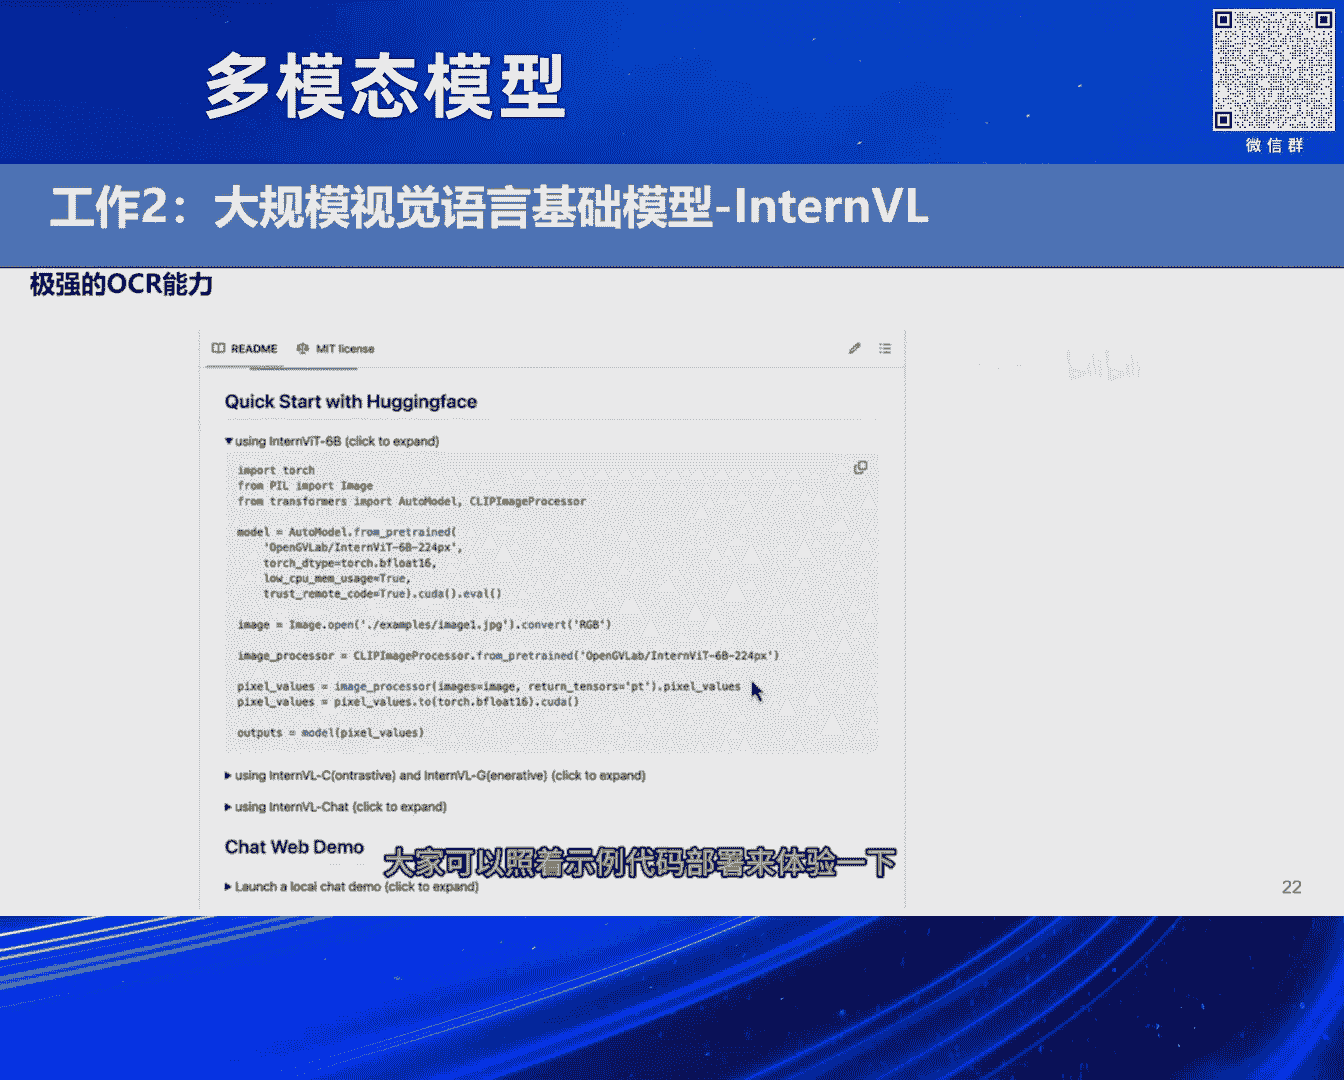 多模态模型
微信群
工作2：大规模视觉语言基础模型-InternVL
极强的OCR能力
README
MIT license
bilibili
Quick Start with Huggingface
▼using InternViT-6B (click to expand)
import torch
from PIL import Image
from transformers import AutoModel, CLIPImageProcessor
model = AutoModel.from_pretrained(
'OpenGVLab/InternViT-6B-224px',
torch_dtype=torch.bfloat16,
low_cpu_mem_usage=True,
trust_remote_code=True).cuda().eval()
image = Image.open('./examples/image1.jpg').convert('RGB')
image_processor = CLIPImageProcessor.from_pretrained('OpenGVLab/InternViT-6B-224px')
pixel_values = image_processor(images=image, return_tensors='pt').pixel_values
pixel_values = pixel_values.to(torch.bfloat16).cuda()
outputs = model(pixel_values)
▶ using InternVL-C(ontrastive) and InternVL-G(enerative) (click to expand)
▶ using InternVL-Chat (click to expand)
Chat Web Demo
大家可以照着示例代码部署来体验一下
▶ Launch a local chat demo (click to expand)
22